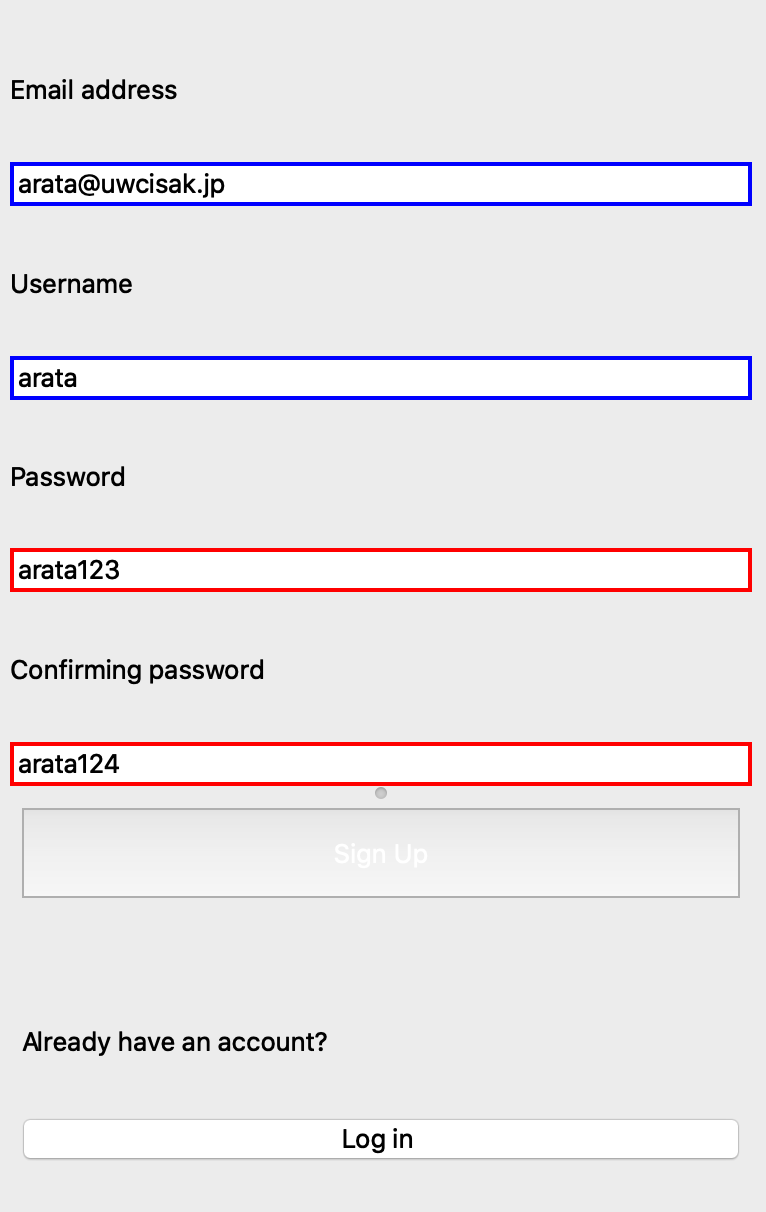 Email address
arata@uwcisak.jp
Username
arata
Password
arata123
Confirming password
arata124
Sign Up
Already have an account?
Log in